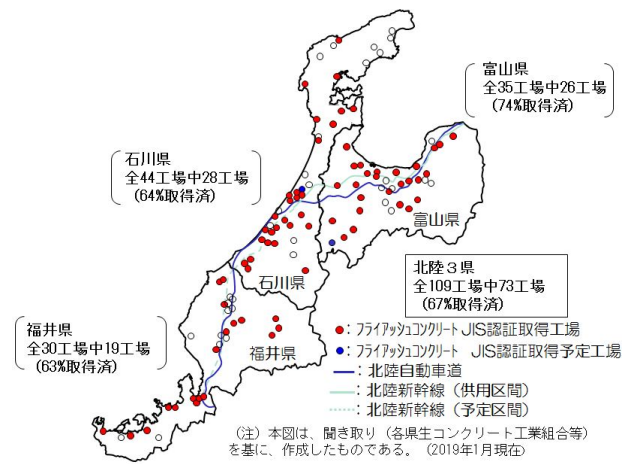 富山県
全35工場中26工場
(74%取得済)
石川県
全44工場中28工場
(64%取得済)
富山県
北陸３県
全109工場中73工場
(67%取得済)
石川県
福井県
全30工場中19工場
(63%取得済)
福井県
：ﾌﾗｲｱｯｼｭｺﾝｸﾘｰﾄJIS認証取得工場
：ﾌﾗｲｱｯｼｭｺﾝｸﾘｰﾄ JIS認証取得予定工場
：北陸自動車道
：北陸新幹線（供用区間）
：北陸新幹線（予定区間）
（注）本図は、聞き取り（各県生コンクリート工業組合等）
を基に、作成したものである。（2019年1月現在）